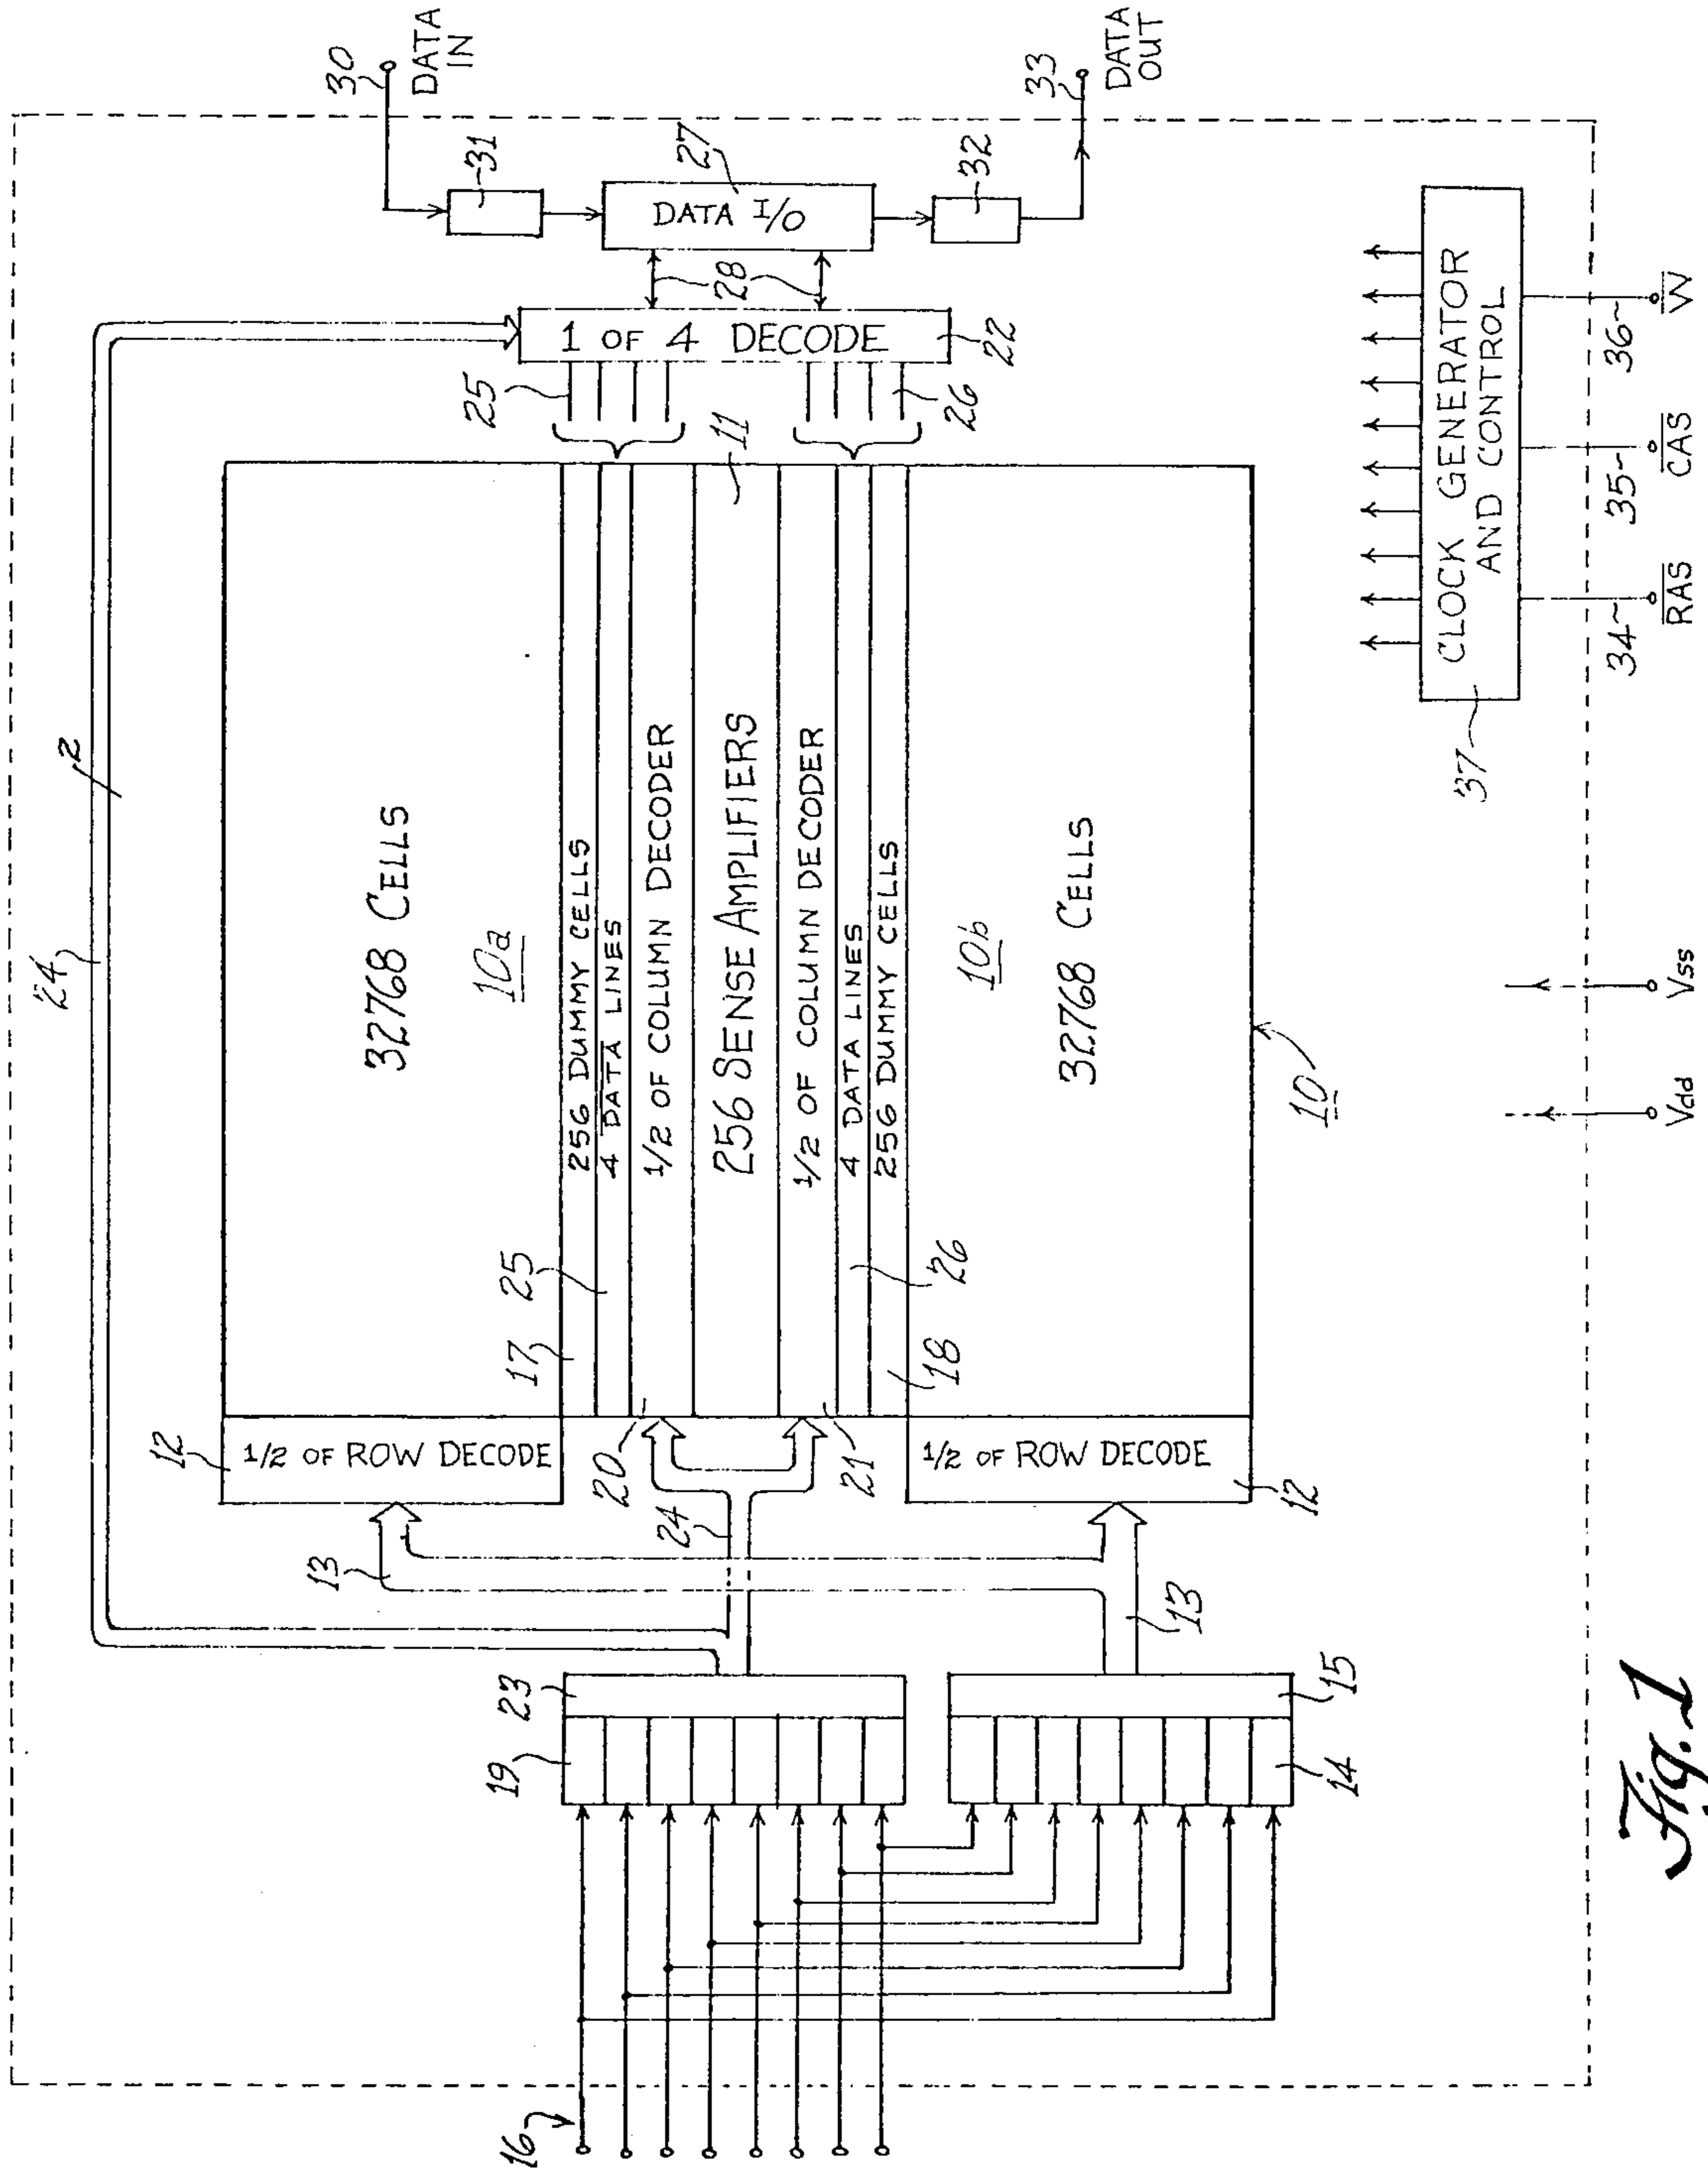 24
2
30
DATA
IN
31
27
DATA I/O
32
33
DATA
OUT
28
1 OF 4 DECODE
22
25
26
11
32768 CELLS
10a
256 DUMMY CELLS
4 D̅A̅T̅A̅ LINES
1/2 OF COLUMN DECODER
256 SENSE AMPLIFIERS
1/2 OF COLUMN DECODER
4 DATA LINES
256 DUMMY CELLS
10b
32768 CELLS
10
17
25
26
18
12
1/2 OF ROW DECODE
20
24
21
1/2 OF ROW DECODE
12
13
13
19
23
15
14
16
CLOCK GENERATOR
AND CONTROL
37
34
35
36
R̅A̅S̅
C̅A̅S̅
W̅
Vdd
Vss
Fig. 1